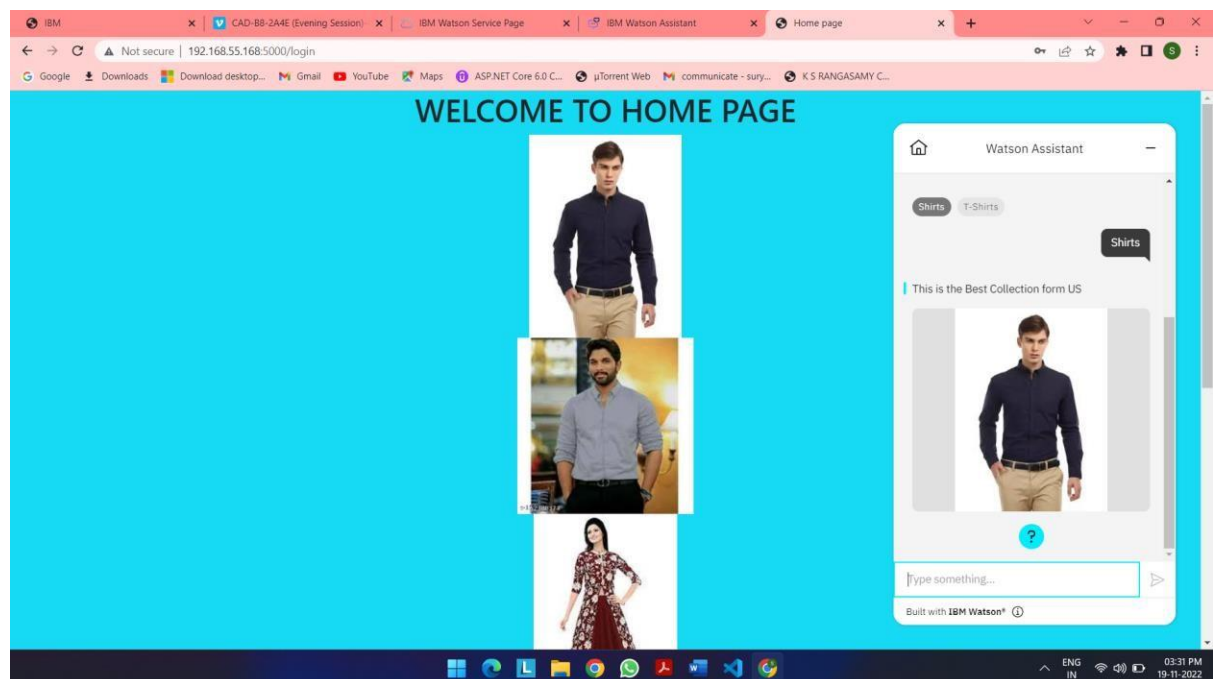 IBM
CAD-B8-2A4E (Evening Session)-
IBM Watson Service Page
IBM Watson Assistant
Home page
Not secure | 192.168.55.168:5000/login
S
Google
Downloads
Download desktop...
Gmail
YouTube
Maps
ASP.NET Core 6.0 C...
µTorrent Web
communicate - sury...
K S RANGASAMY C...
WELCOME TO HOME PAGE
Watson Assistant
Shirts
T-Shirts
Shirts
This is the Best Collection form US
?
Type something...
Built with IBM Watson®
ENG
IN
03:31 PM
19-11-2022